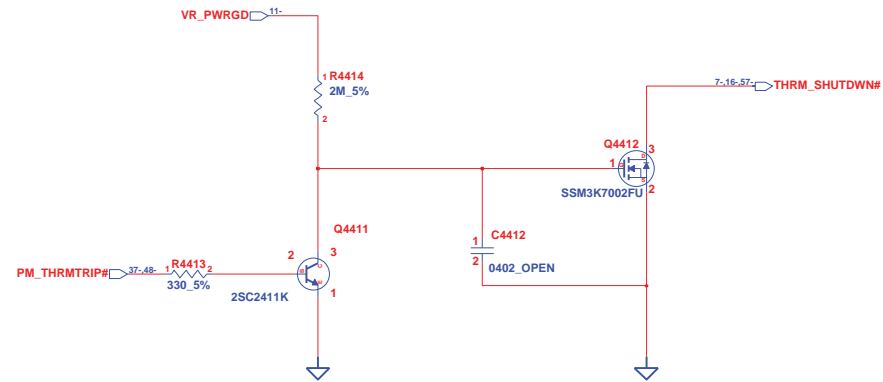 VR_PWRGD 11-
1 R4414
2M_5%
2
7-,16-,57- THRM_SHUTDWN#
Q4412
3
D
1 G
S
2
SSM3K7002FU
Q4411
C4412
1
2
0402_OPEN
PM_THRMTRIP# 37-,48- 1 R4413 2
330_5%
2 3
B C
E
1
2SC2411K